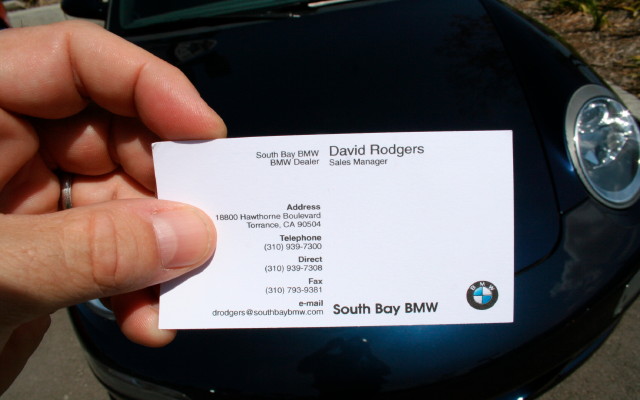 South Bay BMW
BMW Dealer
David Rodgers
Sales Manager
Address
18800 Hawthorne Boulevard
Torrance, CA 90504
Telephone
(310) 939-7300
Direct
(310) 939-7308
Fax
(310) 793-9381
e-mail
drodgers@southbaybmw.com
South Bay BMW
BMW